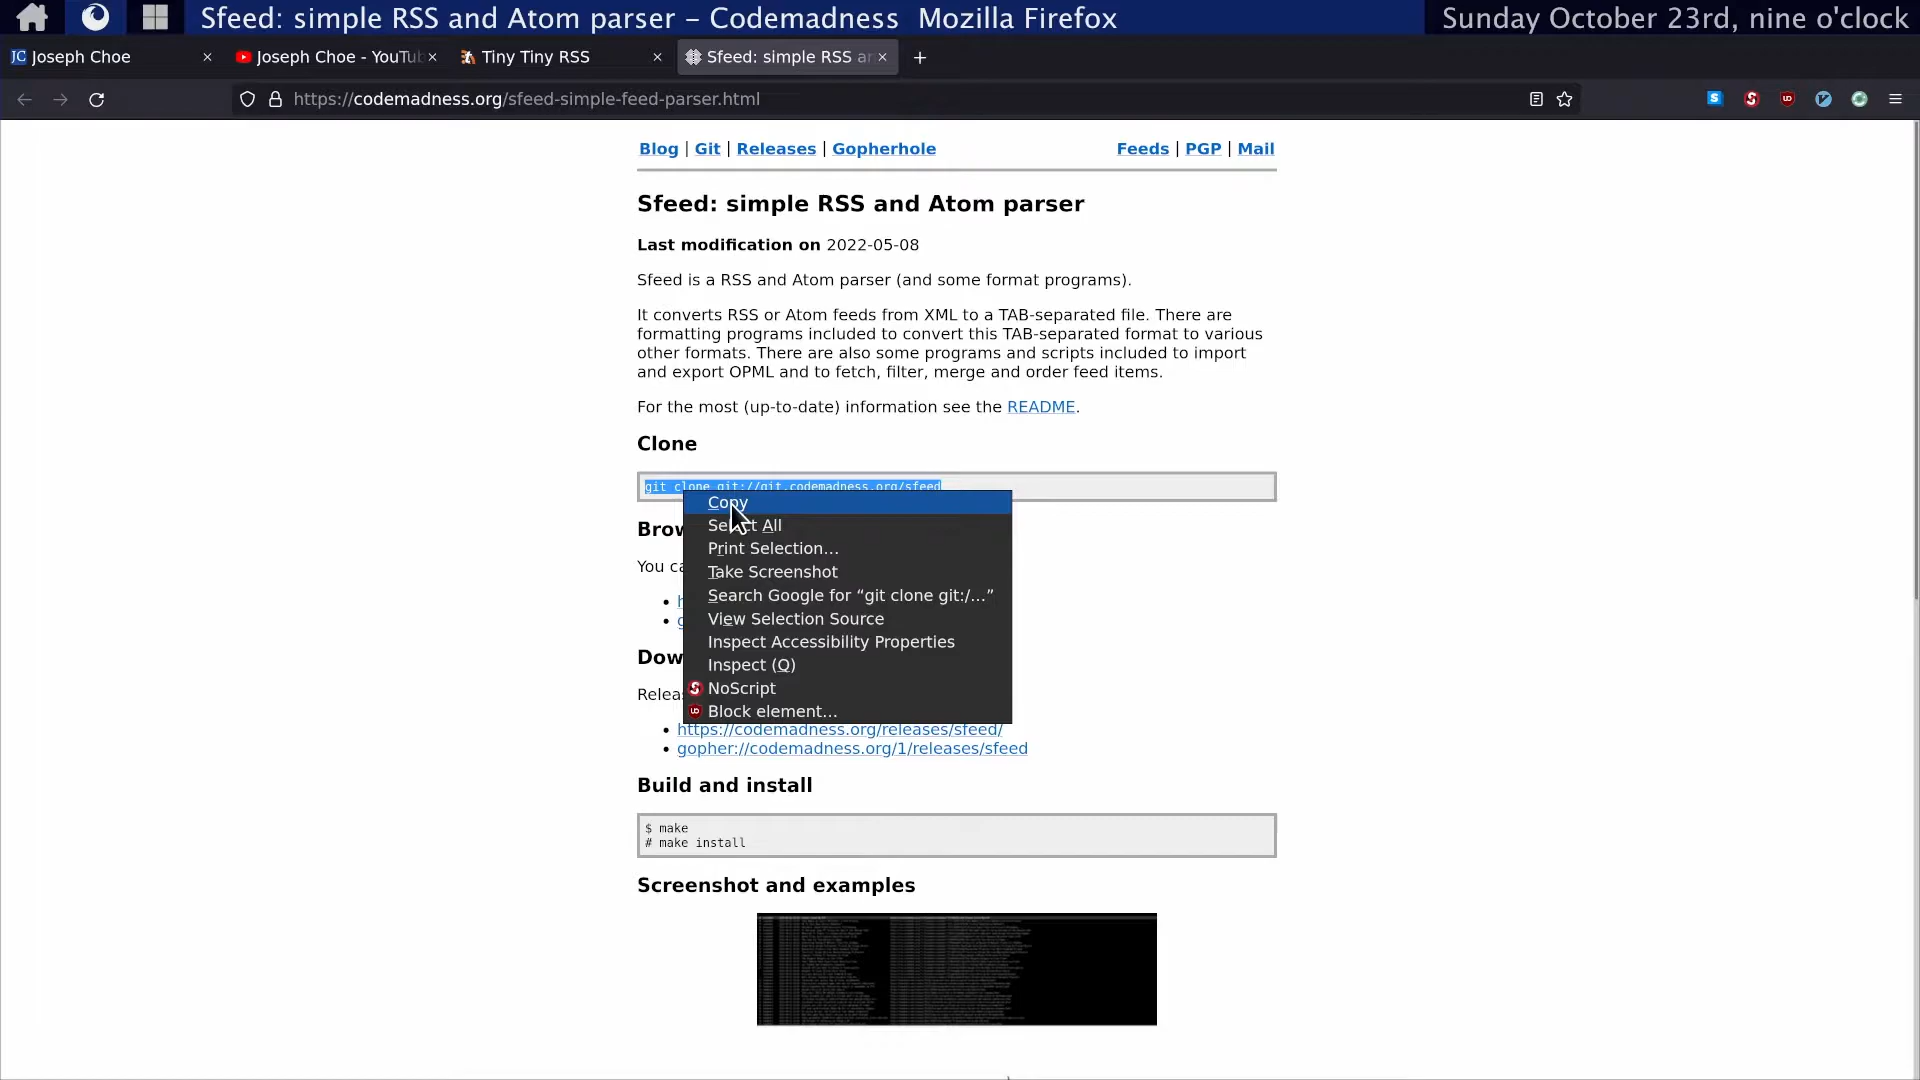 Sfeed: simple RSS and Atom parser – Codemadness  Mozilla Firefox
Sunday October 23rd, nine o'clock
JC Joseph Choe
Joseph Choe - YouTub
Tiny Tiny RSS
Sfeed: simple RSS an
https://codemadness.org/sfeed-simple-feed-parser.html
Blog | Git | Releases | Gopherhole
Feeds | PGP | Mail
Sfeed: simple RSS and Atom parser
Last modification on 2022-05-08
Sfeed is a RSS and Atom parser (and some format programs).
It converts RSS or Atom feeds from XML to a TAB-separated file. There are
formatting programs included to convert this TAB-separated format to various
other formats. There are also some programs and scripts included to import
and export OPML and to fetch, filter, merge and order feed items.
For the most (up-to-date) information see the README.
Clone
git clone git://git.codemadness.org/sfeed
Copy
Select All
Print Selection…
Take Screenshot
Search Google for “git clone git:/…”
View Selection Source
Inspect Accessibility Properties
Inspect (Q)
NoScript
Block element…
Brow
You ca
Dow
Relea
https://codemadness.org/releases/sfeed/
gopher://codemadness.org/1/releases/sfeed
Build and install
$ make
# make install
Screenshot and examples